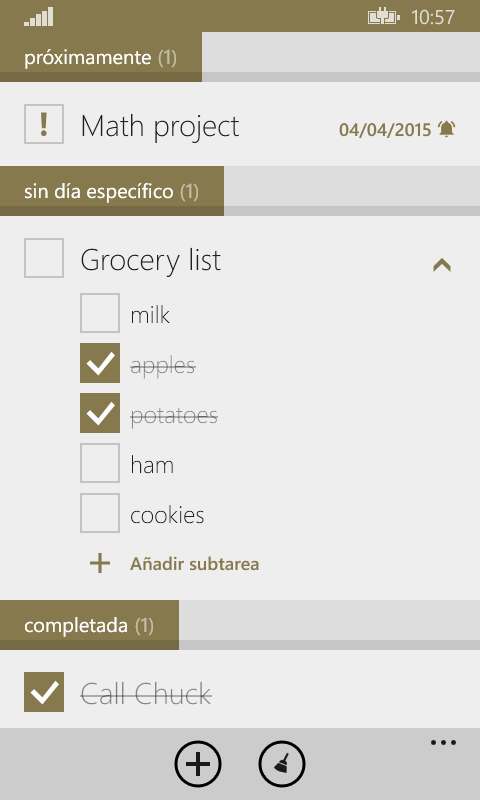 10:57
próximamente (1)
! Math project 04/04/2015
sin día específico (1)
Grocery list
milk
apples
potatoes
ham
cookies
Añadir subtarea
completada (1)
Call Chuck